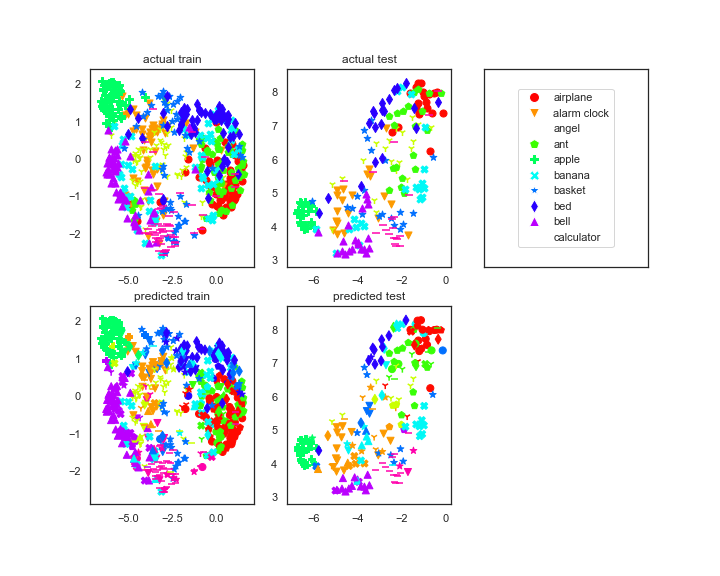 actual train
actual test
2
1
0
−1
−2
−5.0
−2.5
0.0
8
7
6
5
4
3
−6
−4
−2
0
airplane
alarm clock
angel
ant
apple
banana
basket
bed
bell
calculator
predicted train
predicted test
2
1
0
−1
−2
−5.0
−2.5
0.0
8
7
6
5
4
3
−6
−4
−2
0